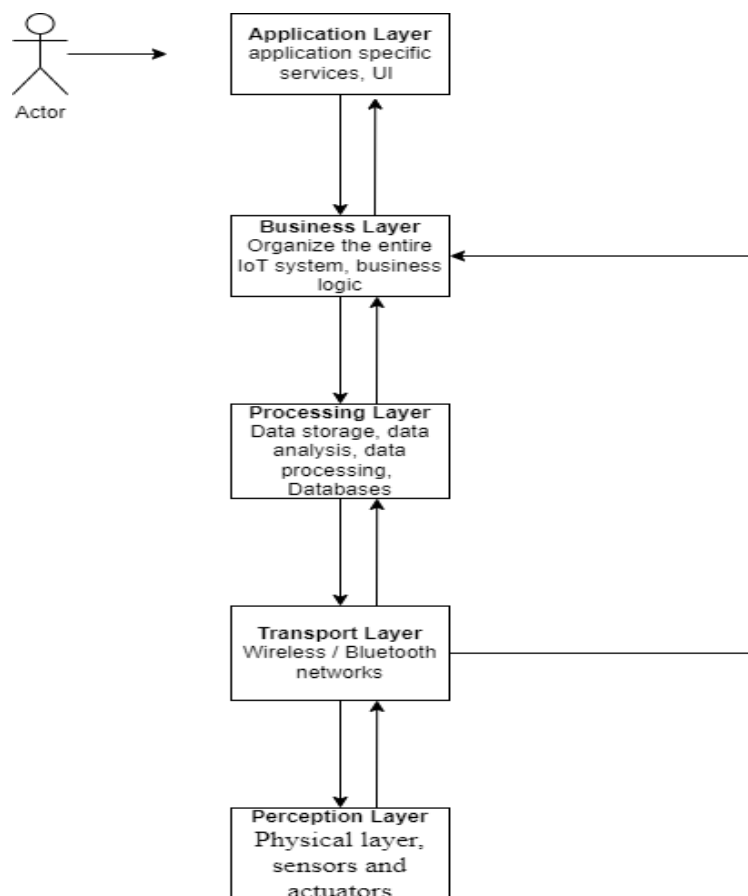 Actor
Application Layer
application specific
services, UI
Business Layer
Organize the entire
IoT system, business
logic
Processing Layer
Data storage, data
analysis, data
processing,
Databases
Transport Layer
Wireless / Bluetooth
networks
Perception Layer
Physical layer,
sensors and
actuators